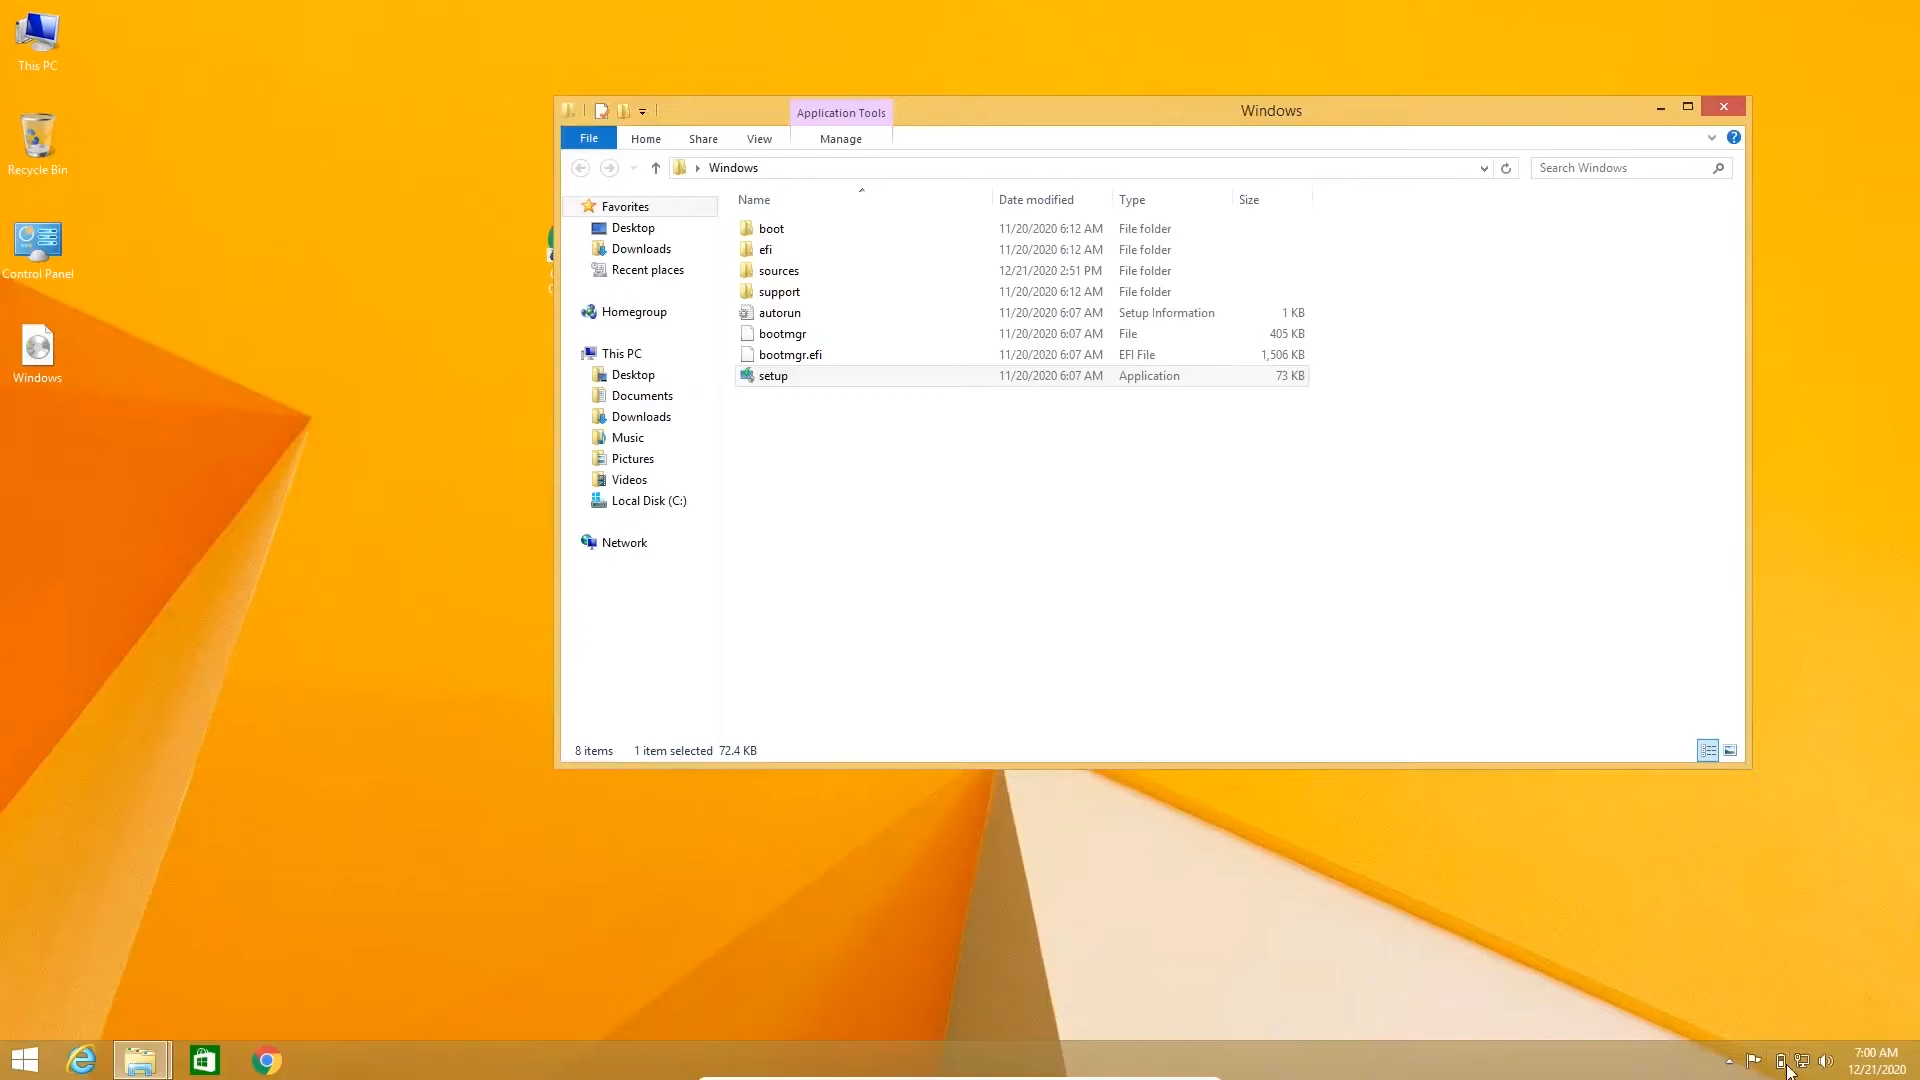 This PC
Recycle Bin
Control Panel
Windows
Application Tools
Windows
File
Home
Share
View
Manage
Windows
Search Windows
Name
Date modified
Type
Size
Favorites
Desktop
Downloads
Recent places
Homegroup
This PC
Desktop
Documents
Downloads
Music
Pictures
Videos
Local Disk (C:)
Network
boot 11/20/2020 6:12 AM File folder
efi 11/20/2020 6:12 AM File folder
sources 12/21/2020 2:51 PM File folder
support 11/20/2020 6:12 AM File folder
autorun 11/20/2020 6:07 AM Setup Information 1 KB
bootmgr 11/20/2020 6:07 AM File 405 KB
bootmgr.efi 11/20/2020 6:07 AM EFI File 1,506 KB
setup 11/20/2020 6:07 AM Application 73 KB
8 items 1 item selected 72.4 KB
7:00 AM
12/21/2020